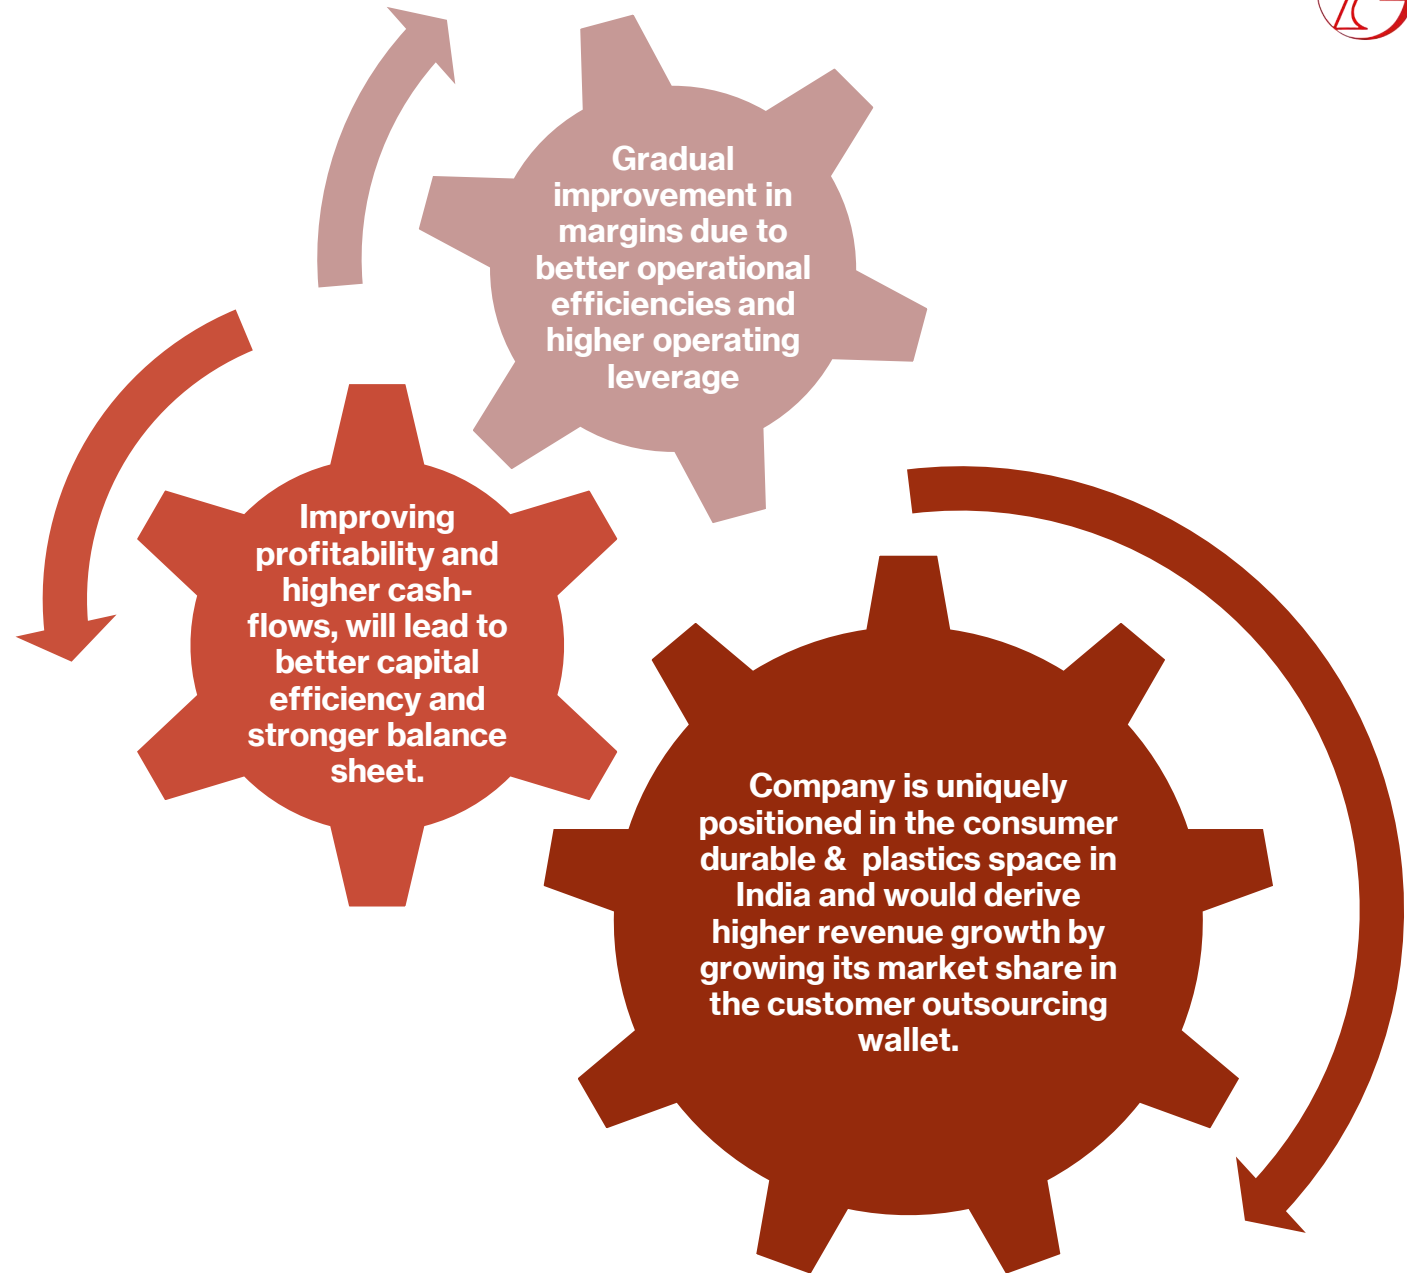 Gradual
improvement in
margins due to
better operational
efficiencies and
higher operating
leverage
Improving
profitability and
higher cash-
flows, will lead to
better capital
efficiency and
stronger balance
sheet.
Company is uniquely
positioned in the consumer
durable &  plastics space in
India and would derive
higher revenue growth by
growing its market share in
the customer outsourcing
wallet.